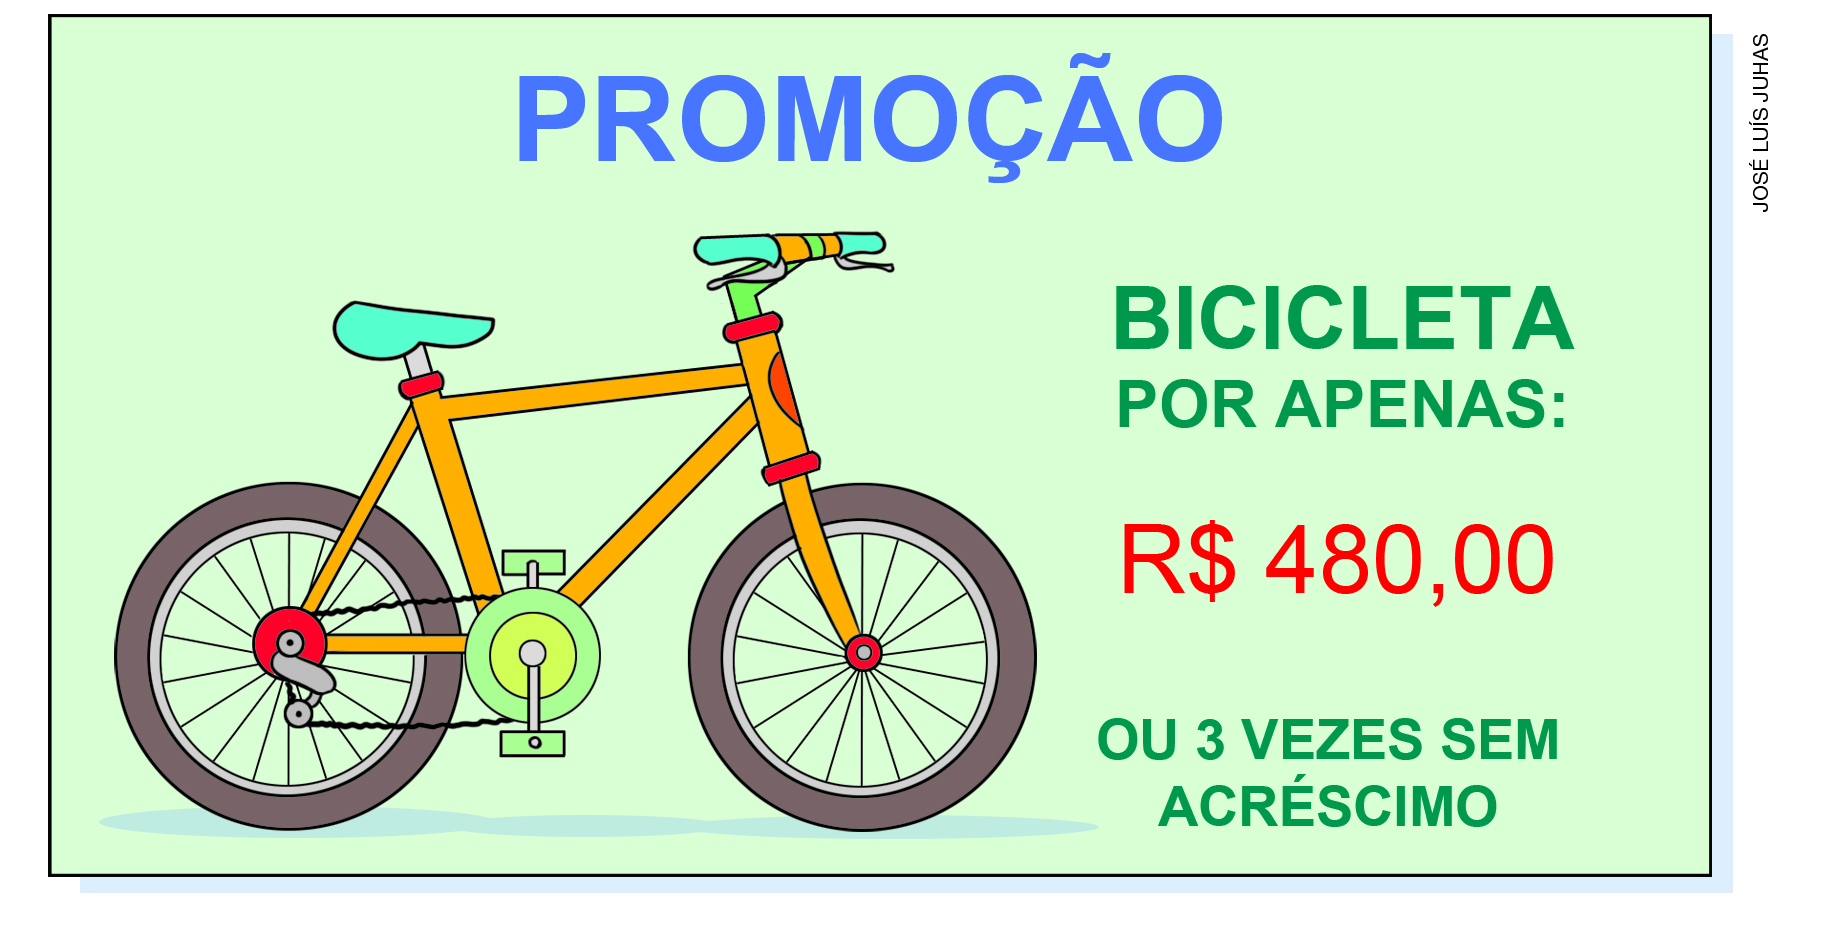 PROMOÇÃO
BICICLETA
POR APENAS:
R$ 480,00
OU 3 VEZES SEM
ACRÉSCIMO
JOSÉ LUÍS JUHAS